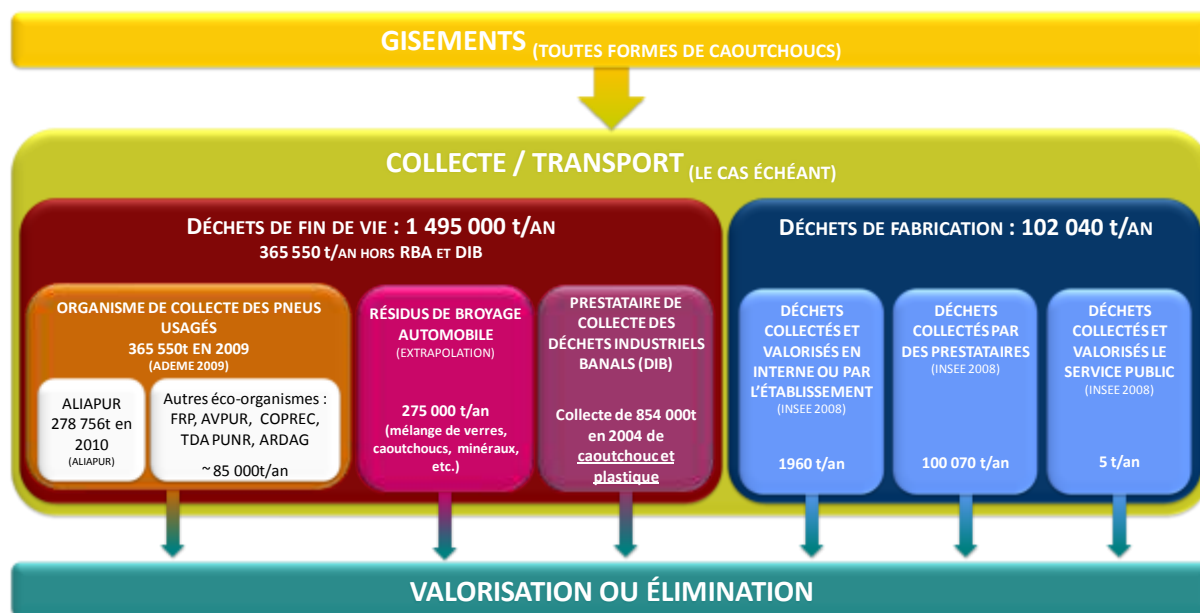 GISEMENTS (TOUTES FORMES DE CAOUTCHOUCS)
COLLECTE / TRANSPORT (LE CAS ÉCHÉANT)
DÉCHETS DE FIN DE VIE : 1 495 000 T/AN
365 550 T/AN HORS RBA ET DIB
ORGANISME DE COLLECTE DES PNEUS
USAGÉS
365 550T EN 2009
(ADEME 2009)
ALIAPUR
278 756t en
2010
(ALIAPUR)
Autres éco-organismes :
FRP, AVPUR, COPREC,
TDA PUNR, ARDAG
~ 85 000t/an
RÉSIDUS DE BROYAGE
AUTOMOBILE
(EXTRAPOLATION)
275 000 t/an
(mélange de verres,
caoutchoucs, minéraux,
etc.)
PRESTATAIRE DE
COLLECTE DES
DÉCHETS INDUSTRIELS
BANALS (DIB)
Collecte de 854 000t
en 2004 de
caoutchouc et
plastique
DÉCHETS DE FABRICATION : 102 040 T/AN
DÉCHETS
COLLECTÉS ET
VALORISÉS EN
INTERNE OU PAR
L'ÉTABLISSEMENT
(INSEE 2008)
1960 t/an
DÉCHETS
COLLECTÉS PAR
DES PRESTATAIRES
(INSEE 2008)
100 070 t/an
DÉCHETS
COLLECTÉS ET
VALORISÉS LE
SERVICE PUBLIC
(INSEE 2008)
5 t/an
VALORISATION OU ÉLIMINATION